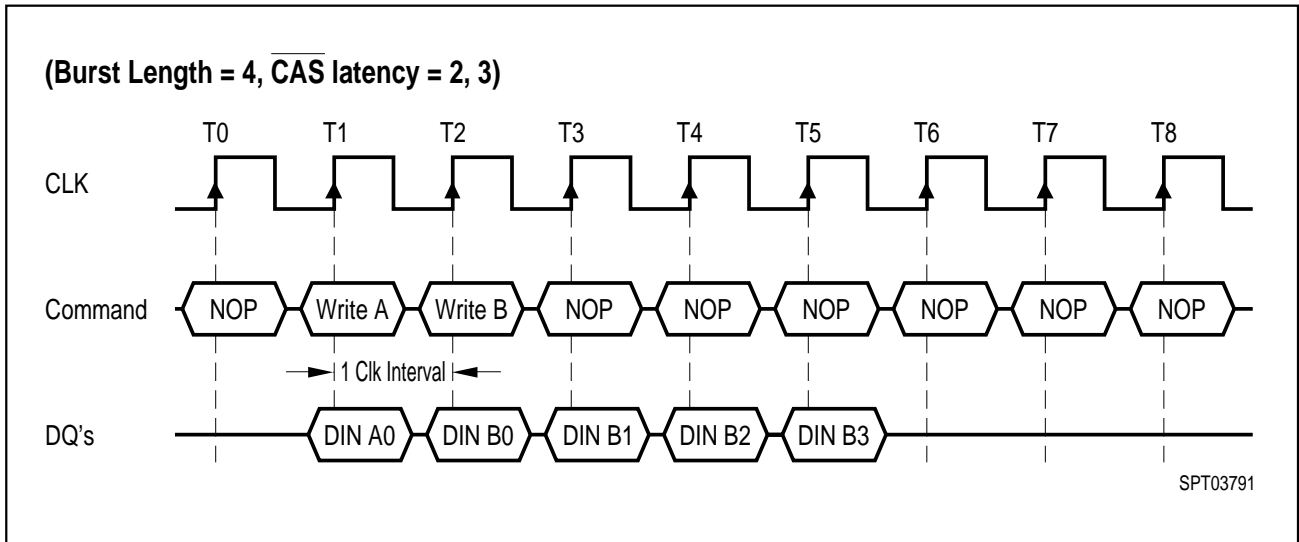 (Burst Length = 4, CAS latency = 2, 3)
T0 T1 T2 T3 T4 T5 T6 T7 T8
CLK
Command NOP Write A Write B NOP NOP NOP NOP NOP NOP
1 Clk Interval
DQ's DIN A0 DIN B0 DIN B1 DIN B2 DIN B3
SPT03791